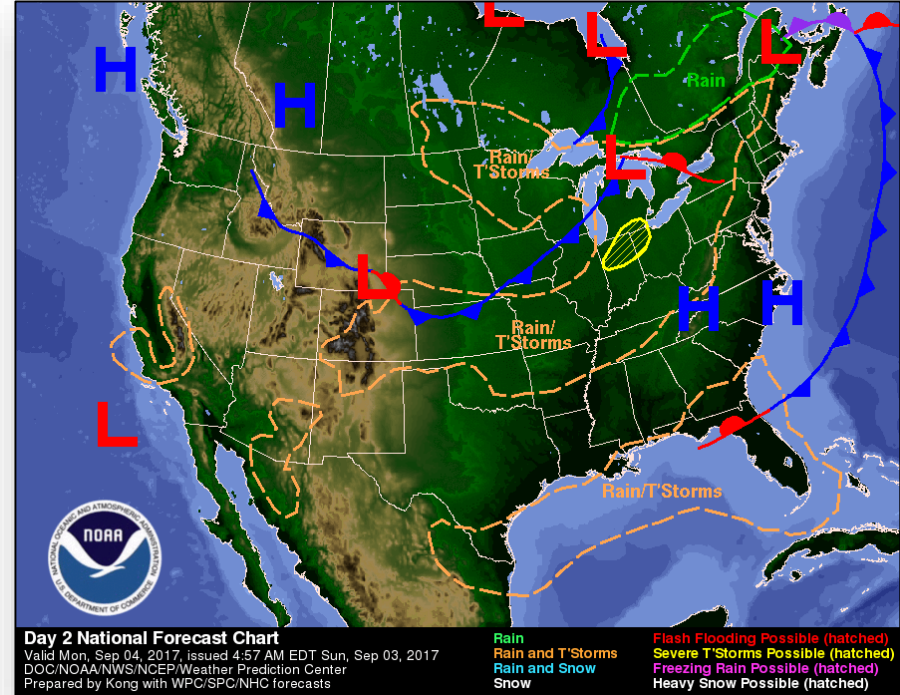 L
L
L
H
H
Rain
Rain/
T'Storms
L
L
H
H
Rain/
T'Storms
L
Rain/T'Storms
NATIONAL OCEANIC AND ATMOSPHERIC ADMINISTRATION
NOAA
U.S. DEPARTMENT OF COMMERCE
Day 2 National Forecast Chart
Valid Mon, Sep 04, 2017, issued 4:57 AM EDT Sun, Sep 03, 2017
DOC/NOAA/NWS/NCEP/Weather Prediction Center
Prepared by Kong with WPC/SPC/NHC forecasts
Rain
Rain and T'Storms
Rain and Snow
Snow
Flash Flooding Possible (hatched)
Severe T'Storms Possible (hatched)
Freezing Rain Possible (hatched)
Heavy Snow Possible (hatched)